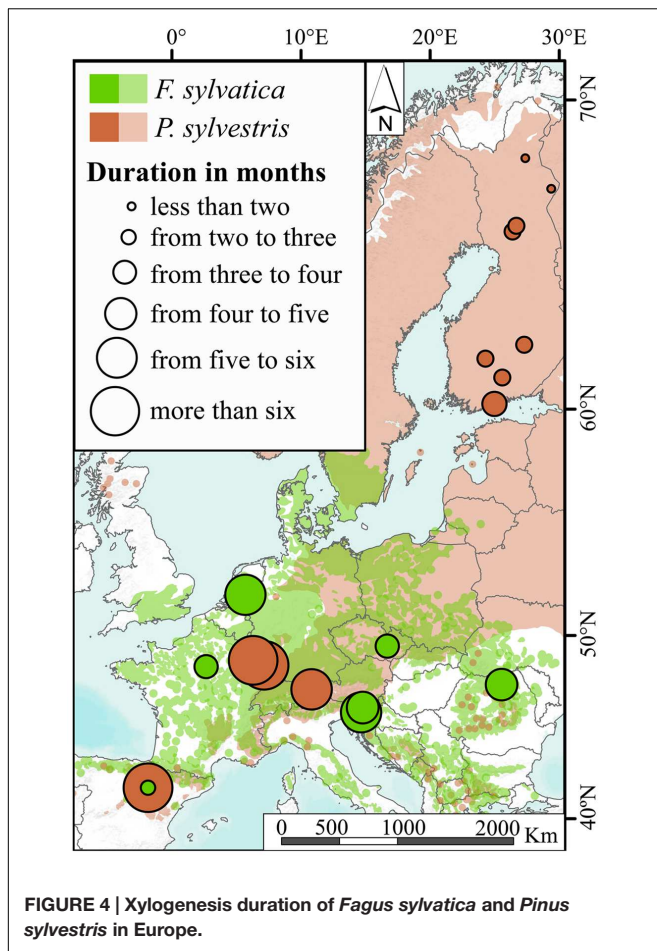 0° 10°E 20°E 30°E
F. sylvatica
P. sylvestris
N
Duration in months
less than two
from two to three
from three to four
from four to five
from five to six
more than six
70°N
60°N
50°N
40°N
0 500 1000 2000 Km
FIGURE 4 | Xylogenesis duration of Fagus sylvatica and Pinus
sylvestris in Europe.